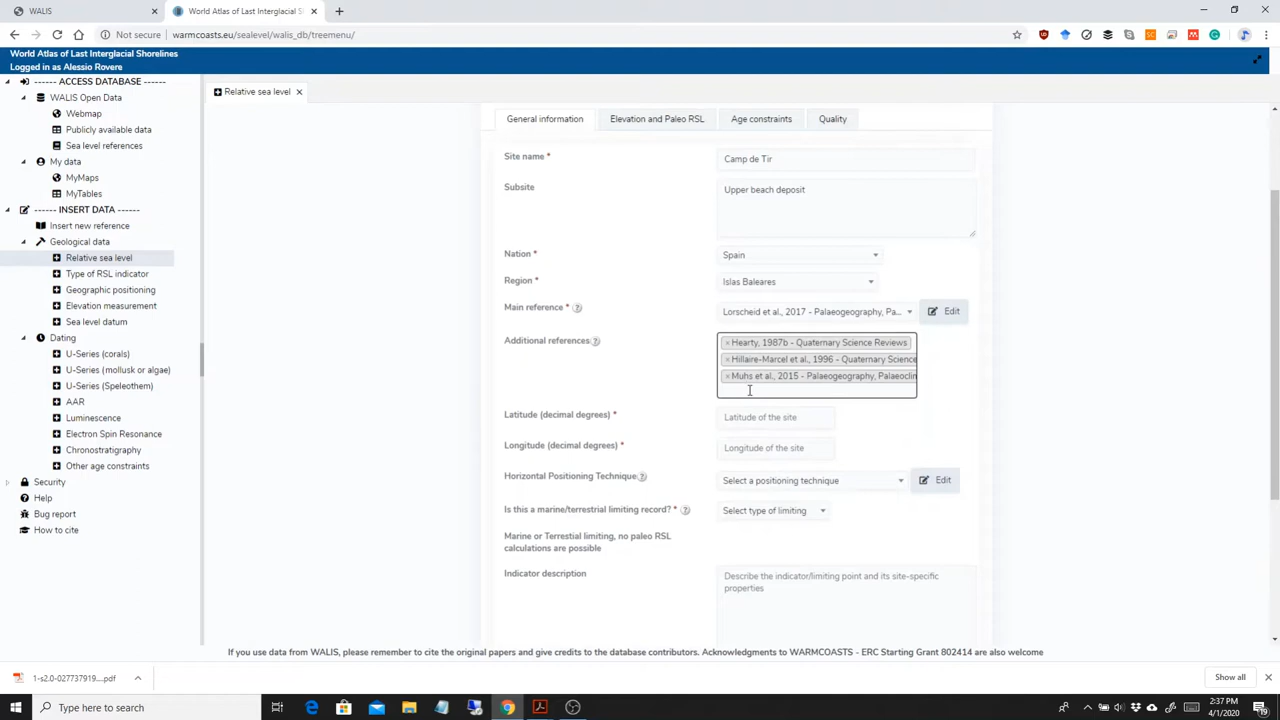 WALIS
World Atlas of Last Interglacial S
Not secure
warmcoasts.eu/sealevel/walis_db/treemenu/
World Atlas of Last Interglacial Shorelines
Logged in as Alessio Rovere
------ ACCESS DATABASE ------
WALIS Open Data
Webmap
Publicly available data
Sea level references
My data
MyMaps
MyTables
------ INSERT DATA ------
Insert new reference
Geological data
Relative sea level
Type of RSL indicator
Geographic positioning
Elevation measurement
Sea level datum
Dating
U-Series (corals)
U-Series (mollusk or algae)
U-Series (Speleothem)
AAR
Luminescence
Electron Spin Resonance
Chronostratigraphy
Other age constraints
Security
Help
Bug report
How to cite
Relative sea level
General information Elevation and Paleo RSL Age constraints Quality
Site name * Camp de Tir
Subsite Upper beach deposit
Nation * Spain
Region * Islas Baleares
Main reference * Lorscheid et al., 2017 - Palaeogeography, Pa... Edit
Additional references × Hearty, 1987b - Quaternary Science Reviews
× Hillaire-Marcel et al., 1996 - Quaternary Science
× Muhs et al., 2015 - Palaeogeography, Palaeoclin
Latitude (decimal degrees) * Latitude of the site
Longitude (decimal degrees) * Longitude of the site
Horizontal Positioning Technique Select a positioning technique Edit
Is this a marine/terrestrial limiting record? * Select type of limiting
Marine or Terrestial limiting, no paleo RSL
calculations are possible
Indicator description Describe the indicator/limiting point and its site-specific
properties
If you use data from WALIS, please remember to cite the original papers and give credits to the database contributors. Acknowledgments to WARMCOASTS - ERC Starting Grant 802414 are also welcome
1-s2.0-027737919....pdf
Show all
Type here to search
2:37 PM
4/1/2020